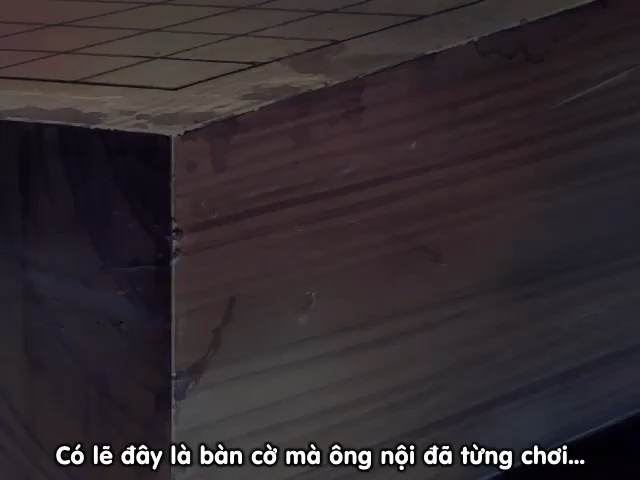 Có lẽ đây là bàn cờ mà ông nội đã từng chơi...